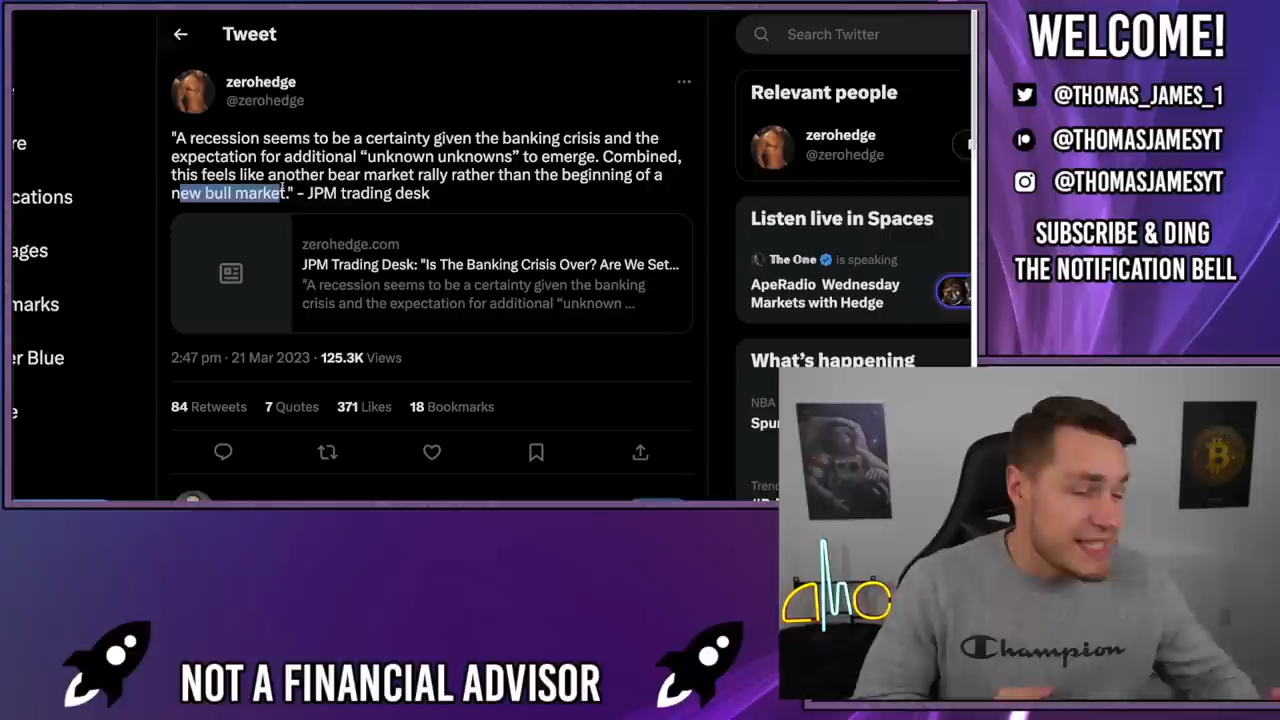 Tweet
Search Twitter
zerohedge
@zerohedge
"A recession seems to be a certainty given the banking crisis and the
expectation for additional “unknown unknowns” to emerge. Combined,
this feels like another bear market rally rather than the beginning of a
new bull market." - JPM trading desk
zerohedge.com
JPM Trading Desk: "Is The Banking Crisis Over? Are We Set...
"A recession seems to be a certainty given the banking
crisis and the expectation for additional “unknown ...
2:47 pm · 21 Mar 2023 · 125.3K Views
84 Retweets 7 Quotes 371 Likes 18 Bookmarks
re
cations
ages
marks
er Blue
e
Relevant people
zerohedge
@zerohedge
Listen live in Spaces
The One is speaking
ApeRadio Wednesday
Markets with Hedge
What's happening
NBA
Spu
Trend
WELCOME!
@THOMAS_JAMES_1
@THOMASJAMESYT
@THOMASJAMESYT
SUBSCRIBE & DING
THE NOTIFICATION BELL
Champion
NOT A FINANCIAL ADVISOR